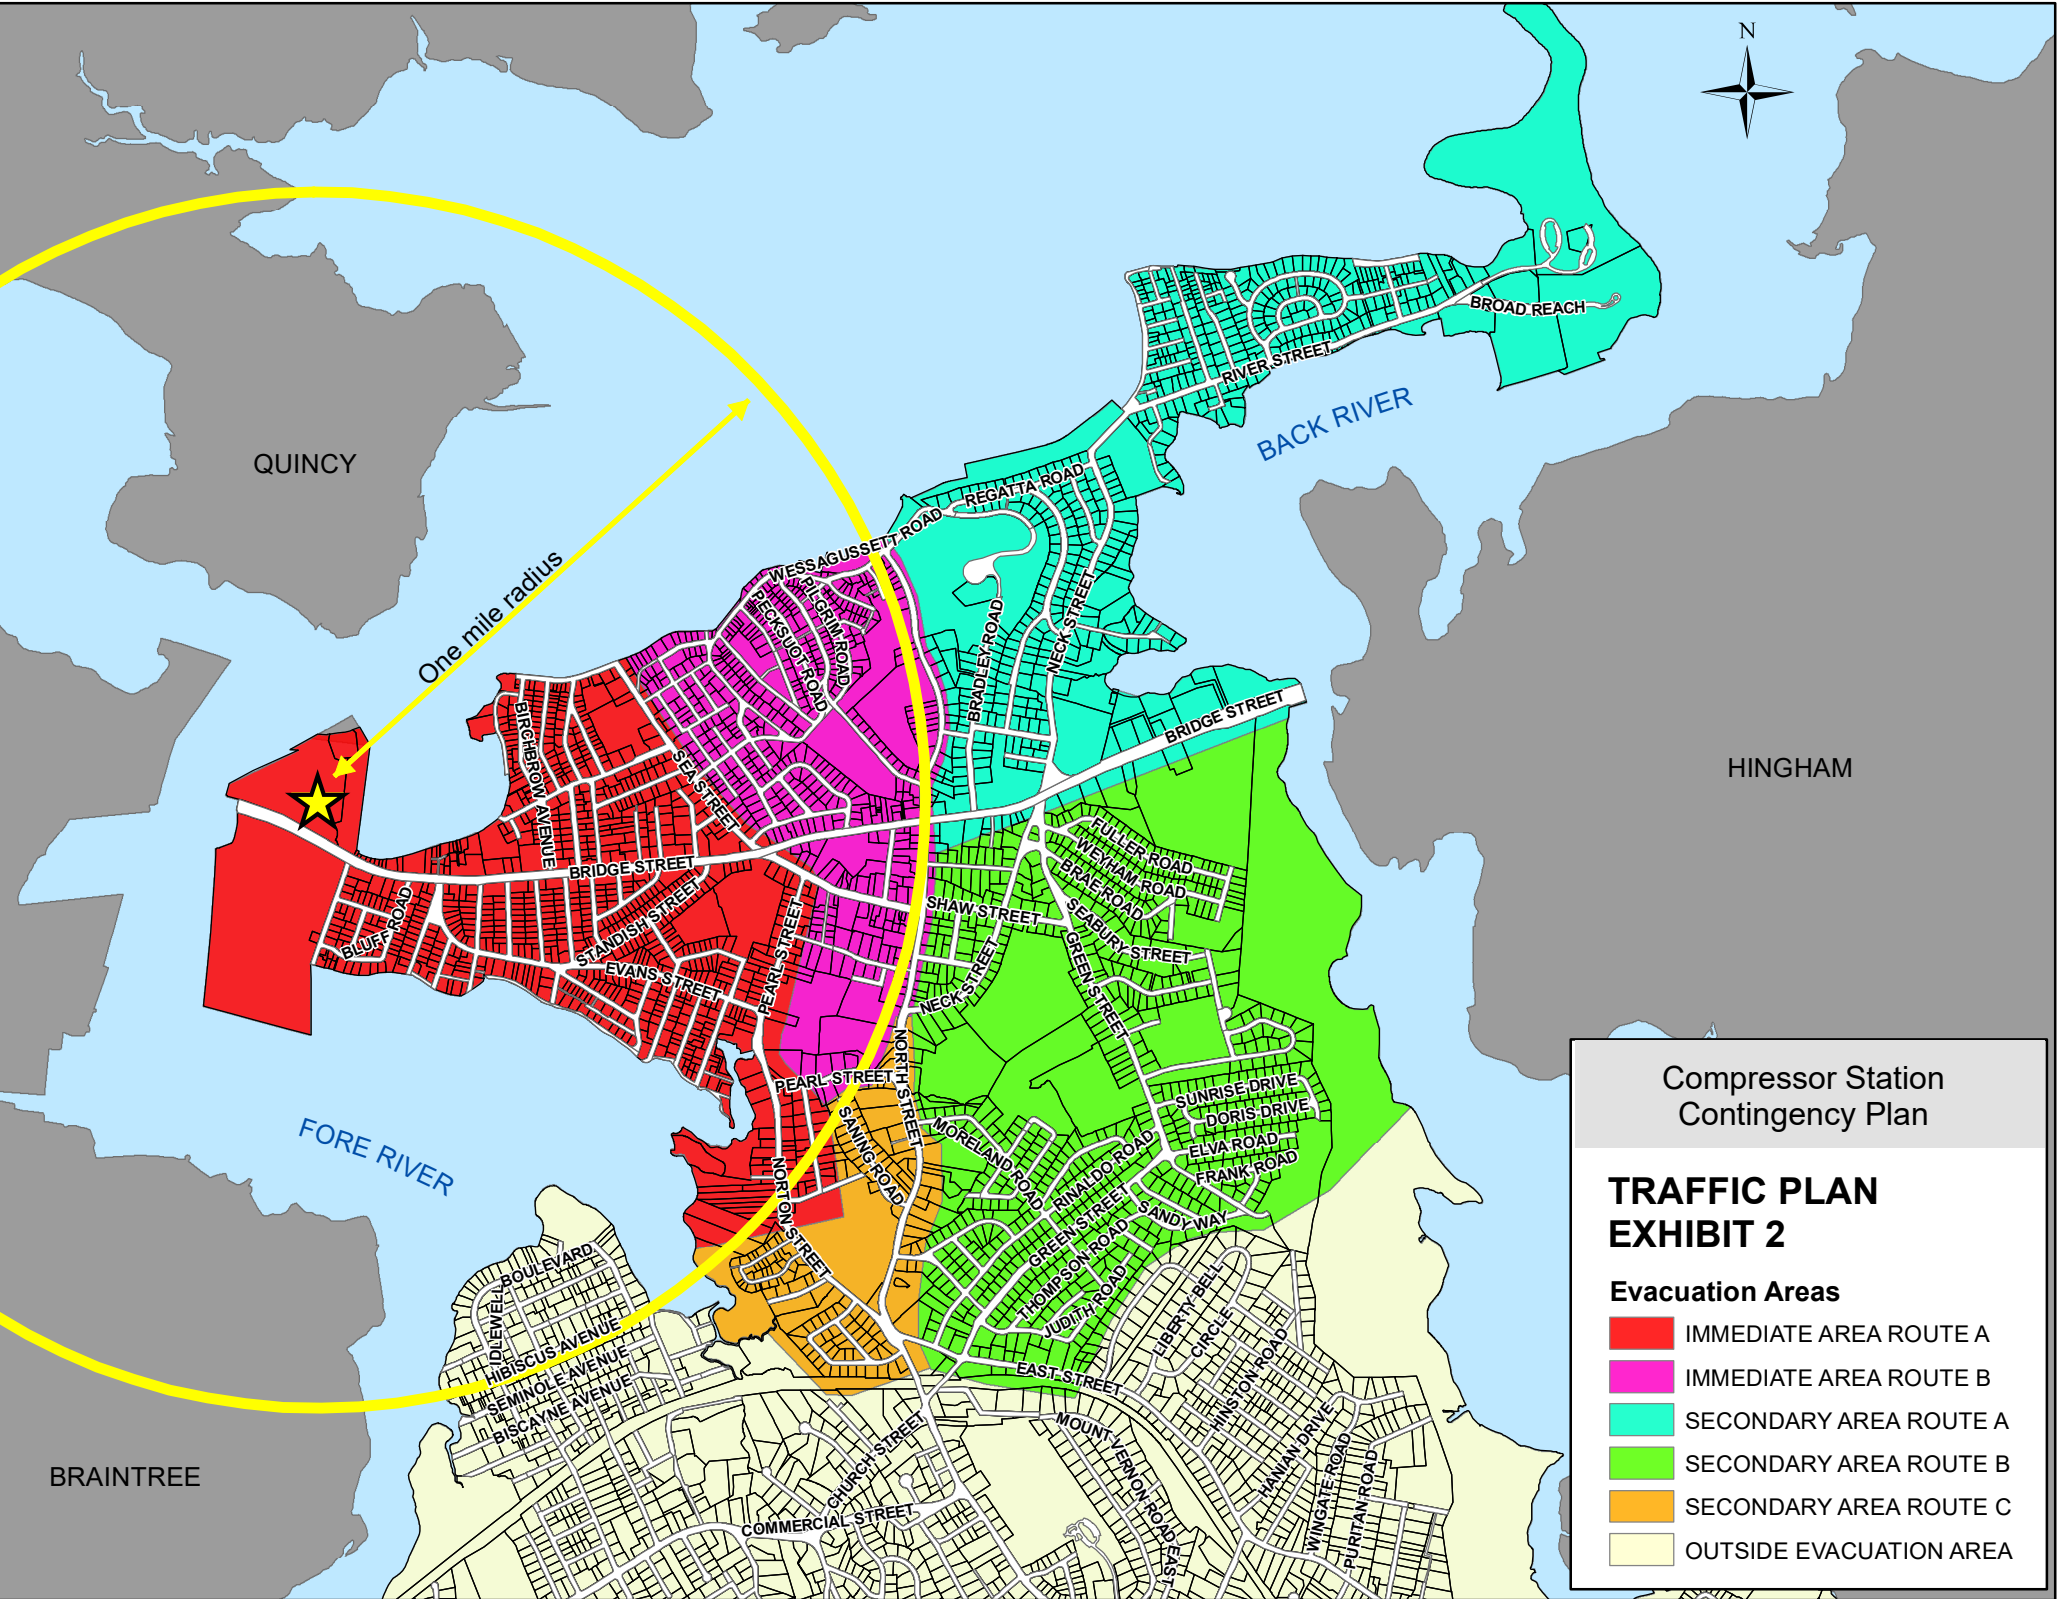 N
BROAD REACH
RIVER STREET
BACK RIVER
QUINCY
REGATTA ROAD
WESSAGUSSETT ROAD
One mile radius
PILGRIM ROAD
PECKSUOT ROAD
BRADLEY ROAD
NECK STREET
BRIDGE STREET
BIRCHBROW AVENUE
SEA STREET
HINGHAM
BRIDGE STREET
FULLER ROAD
WEYHAM ROAD
BRAE ROAD
BLUFF ROAD
STANDISH STREET
PEARL STREET
SHAW STREET
SEABURY STREET
EVANS STREET
NECK STREET
GREEN STREET
PEARL STREET
NORTH STREET
SUNRISE DRIVE
DORIS DRIVE
SANING ROAD
MORELAND ROAD
RINALDO ROAD
ELVA ROAD
FRANK ROAD
FORE RIVER
NORTON STREET
GREEN STREET
SANDY WAY
THOMPSON ROAD
JUDITH ROAD
IDLEWELL
BOULEVARD
LIBERTY BELL
CIRCLE
HINSTON ROAD
HIBISCUS AVENUE
SEMINOLE AVENUE
BISCAYNE AVENUE
EAST STREET
HANIAN DRIVE
WINGATE ROAD
PURITAN ROAD
BRAINTREE
CHURCH STREET
COMMERCIAL STREET
MOUNT VERNON ROAD EAST
Compressor Station
Contingency Plan
TRAFFIC PLAN
EXHIBIT 2
Evacuation Areas
IMMEDIATE AREA ROUTE A
IMMEDIATE AREA ROUTE B
SECONDARY AREA ROUTE A
SECONDARY AREA ROUTE B
SECONDARY AREA ROUTE C
OUTSIDE EVACUATION AREA